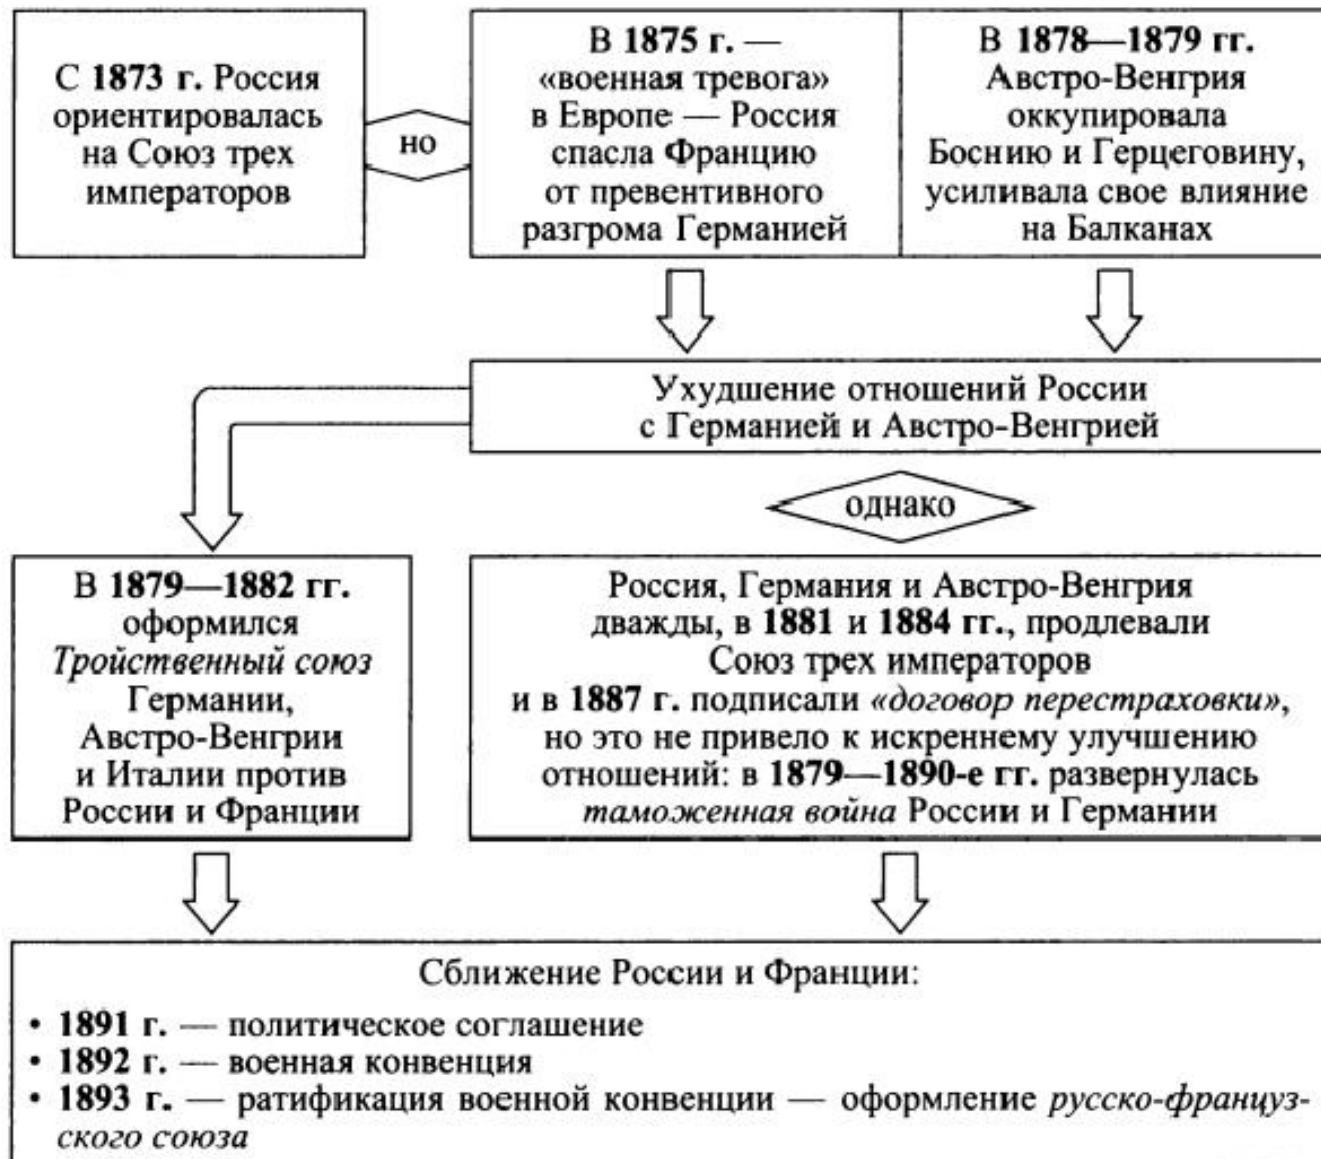 С 1873 г. Россия
ориентировалась
на Союз трех
императоров
но
В 1875 г. —
«военная тревога»
в Европе — Россия
спасла Францию
от превентивного
разгрома Германией
В 1878—1879 гг.
Австро-Венгрия
оккупировала
Боснию и Герцеговину,
усиливала свое влияние
на Балканах
Ухудшение отношений России
с Германией и Австро-Венгрией
однако
В 1879—1882 гг.
оформился
Тройственный союз
Германии,
Австро-Венгрии
и Италии против
России и Франции
Россия, Германия и Австро-Венгрия
дважды, в 1881 и 1884 гг., продлевали
Союз трех императоров
и в 1887 г. подписали «договор перестраховки»,
но это не привело к искреннему улучшению
отношений: в 1879—1890-е гг. развернулась
таможенная война России и Германии
Сближение России и Франции:
• 1891 г. — политическое соглашение
• 1892 г. — военная конвенция
• 1893 г. — ратификация военной конвенции — оформление русско-француз-
ского союза